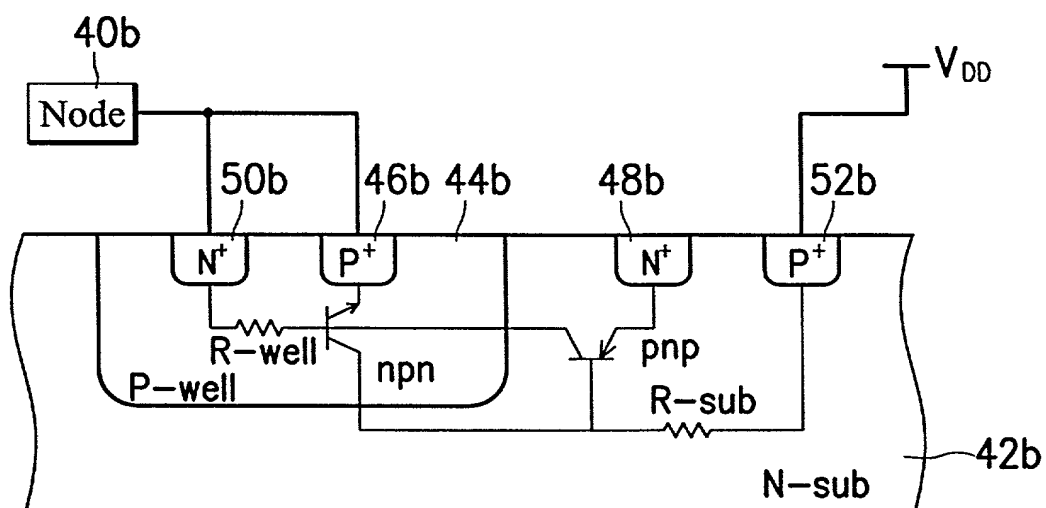 40b
Node
V_DD
50b
46b
44b
48b
52b
N⁺
P⁺
N⁺
P⁺
R-well
npn
pnp
P-well
R-sub
42b
N-sub